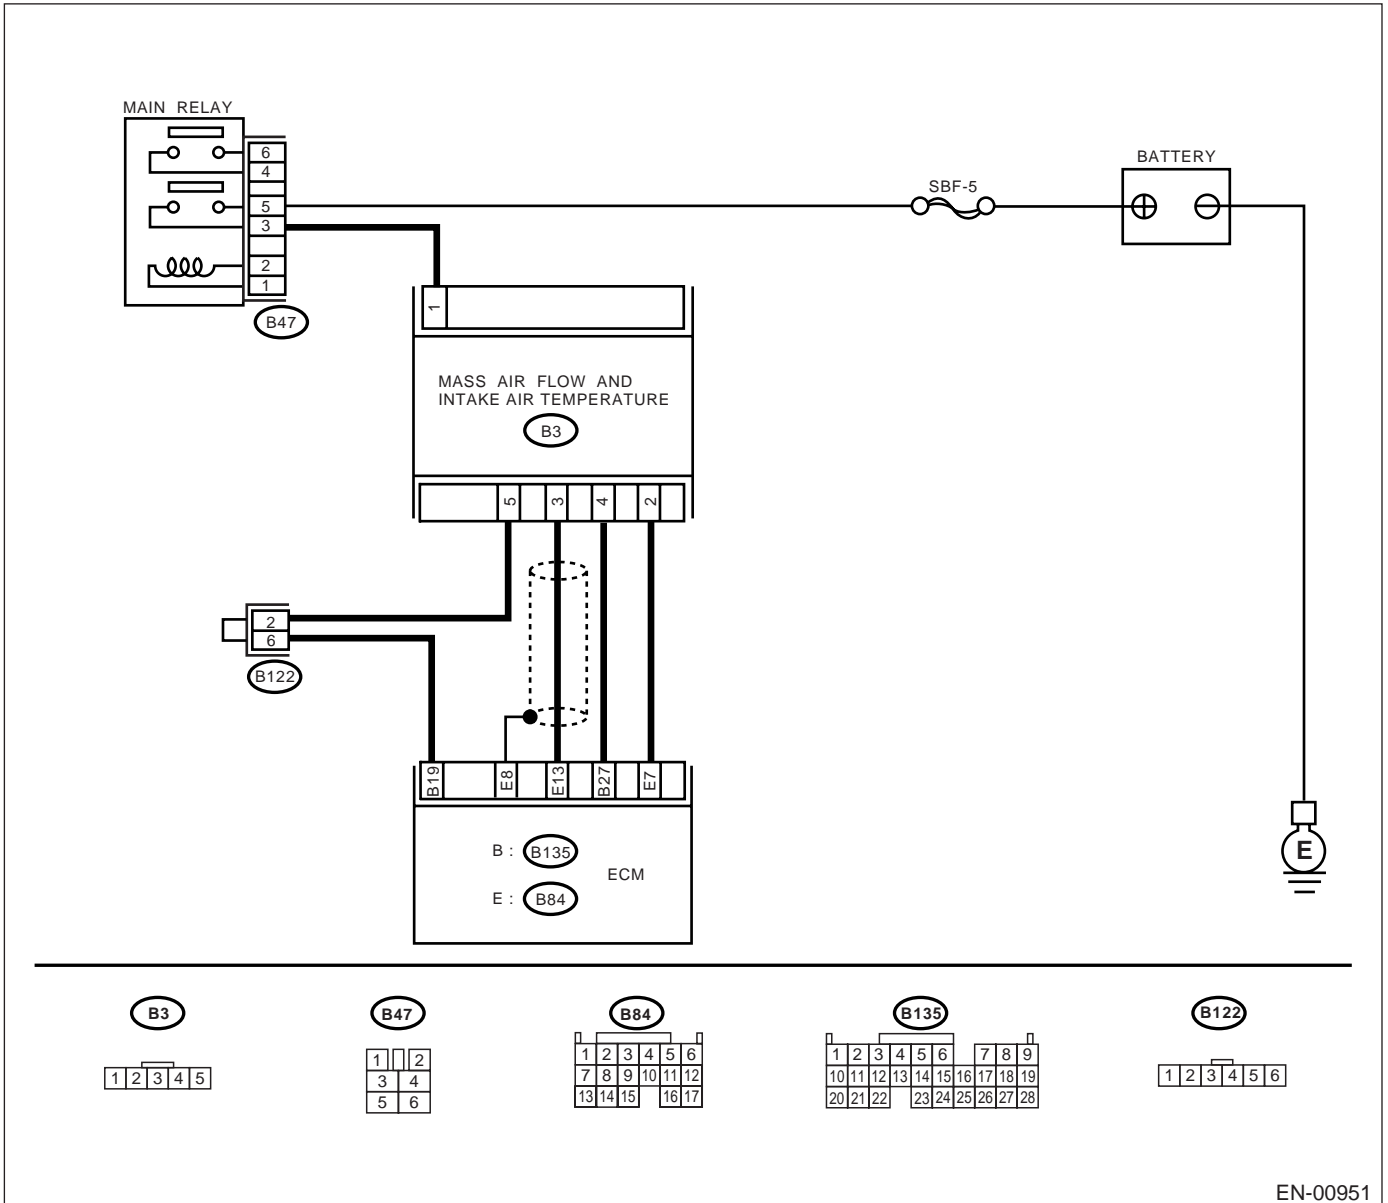 MAIN RELAY
6
4
5
3
2
1
B47
SBF-5
BATTERY
1
MASS AIR FLOW AND
INTAKE AIR TEMPERATURE
B3
5 3 4 2
2
6
B122
B19 E8 E13 B27 E7
B : B135
ECM
E : B84
E
B3 B47 B84 B135 B122
1 2 3 4 5
1 2
3 4
5 6
1 2 3 4 5 6
7 8 9 10 11 12
13 14 15 16 17
1 2 3 4 5 6 7 8 9
10 11 12 13 14 15 16 17 18 19
20 21 22 23 24 25 26 27 28
1 2 3 4 5 6
EN-00951